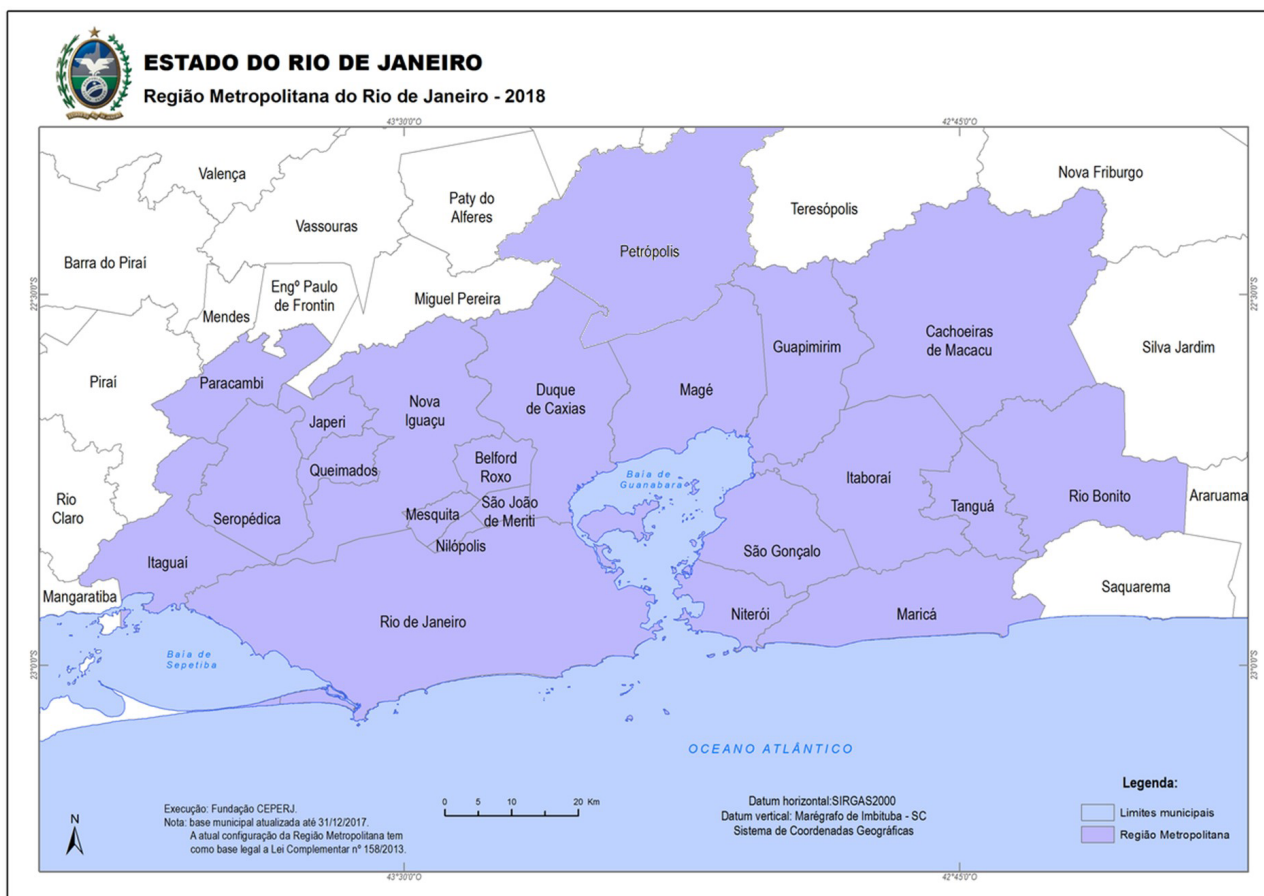 ESTADO DO RIO DE JANEIRO
Região Metropolitana do Rio de Janeiro - 2018
43°30'0"O
42°45'0"O
Valença
Nova Friburgo
Paty do
Alferes
Teresópolis
Vassouras
Petrópolis
Barra do Piraí
Engº Paulo
de Frontin
22°30'0"S
22°30'0"S
Miguel Pereira
Mendes
Cachoeiras
de Macacu
Guapimirim
Silva Jardim
Piraí
Paracambi
Duque
de Caxias
Magé
Nova
Iguaçu
Japeri
Belford
Roxo
Queimados
Baía de
Guanabara
Itaboraí
Rio
Claro
Rio Bonito
Araruama
São João
de Meriti
Tanguá
Mesquita
Seropédica
Nilópolis
São Gonçalo
Itaguaí
Saquarema
Mangaratiba
Rio de Janeiro
Niterói
Maricá
Baía de
Sepetiba
23°0'0"S
23°0'0"S
OCEANO ATLÂNTICO
Legenda:
Limites municipais
Região Metropolitana
Execução: Fundação CEPERJ.
Nota: base municipal atualizada até 31/12/2017.
A atual configuração da Região Metropolitana tem
como base legal a Lei Complementar nº 158/2013.
0 5 10 20 Km
Datum horizontal:SIRGAS2000
Datum vertical: Marégrafo de Imbituba - SC
Sistema de Coordenadas Geográficas
N
43°30'0"O
42°45'0"O